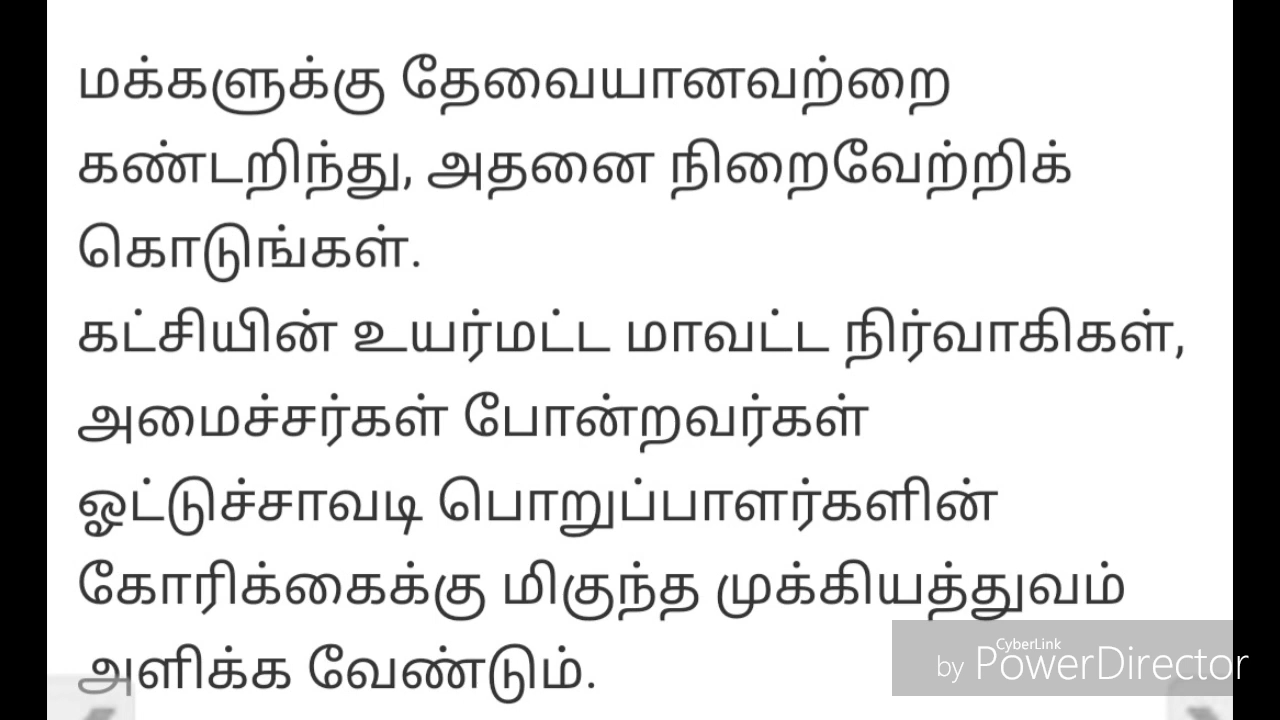 மக்களுக்கு தேவையானவற்றை
கண்டறிந்து, அதனை நிறைவேற்றிக்
கொடுங்கள்.
கட்சியின் உயர்மட்ட மாவட்ட நிர்வாகிகள்,
அமைச்சர்கள் போன்றவர்கள்
ஓட்டுச்சாவடி பொறுப்பாளர்களின்
கோரிக்கைக்கு மிகுந்த முக்கியத்துவம்
அளிக்க வேண்டும்.
CyberLink
by PowerDirector